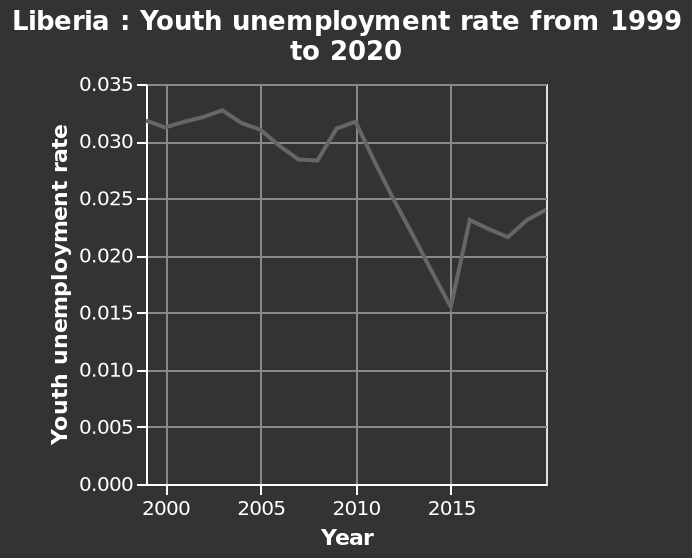 Liberia : Youth unemployment rate from 1999
to 2020
0.035
0.030
0.025
0.020
0.015
0.010
0.005
0.000
Youth unemployment rate
2000 2005 2010 2015
Year